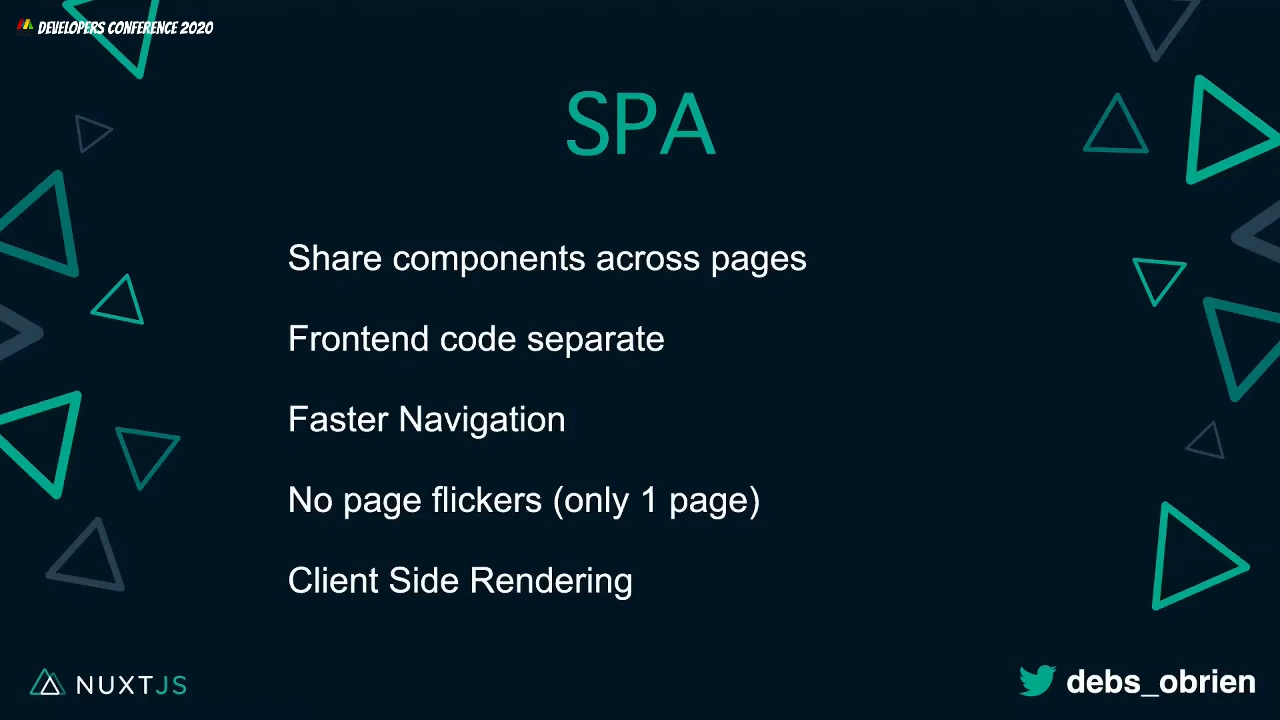 DEVELOPERS CONFERENCE 2020
SPA
Share components across pages
Frontend code separate
Faster Navigation
No page flickers (only 1 page)
Client Side Rendering
NUXTJS
debs_obrien